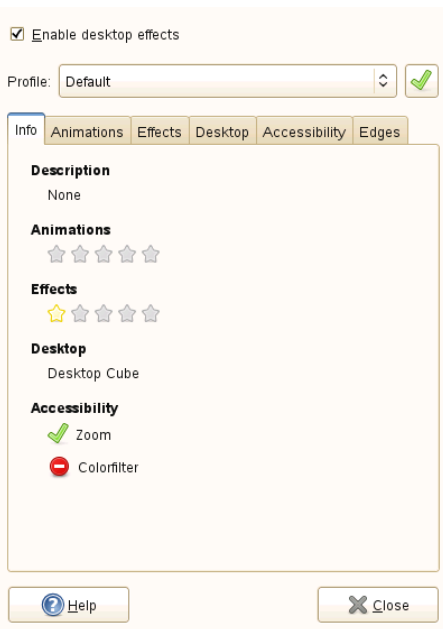 Enable desktop effects
Profile: Default
Info Animations Effects Desktop Accessibility Edges
Description
None
Animations
Effects
Desktop
Desktop Cube
Accessibility
Zoom
Colorfilter
Help Close